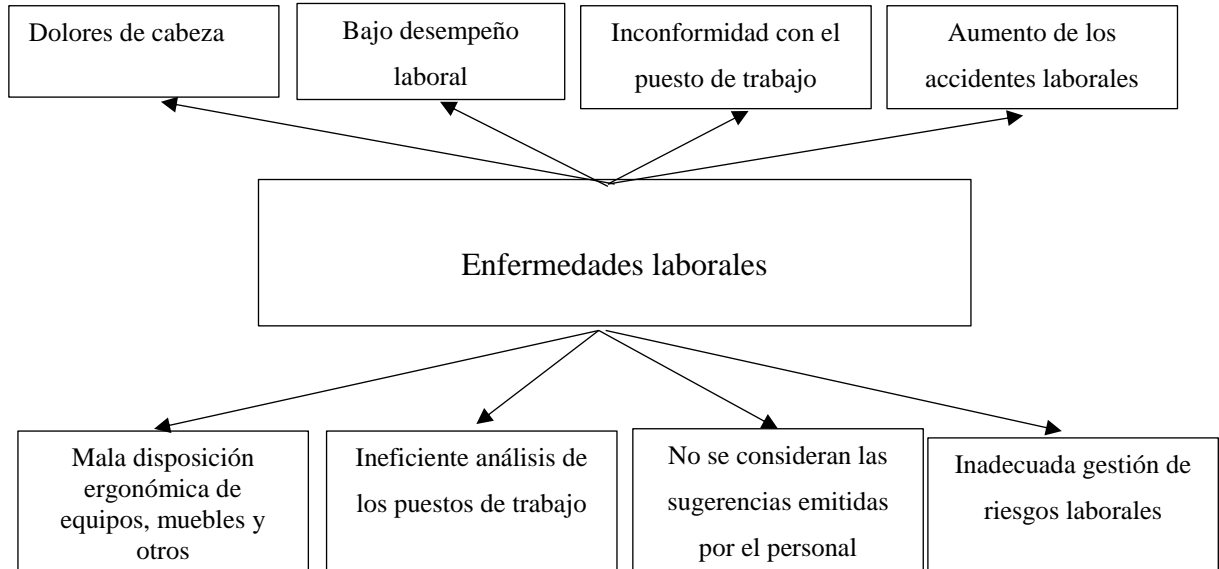 Dolores de cabeza
Bajo desempeño
laboral
Inconformidad con el
puesto de trabajo
Aumento de los
accidentes laborales
Enfermedades laborales
Mala disposición
ergonómica de
equipos, muebles y
otros
Ineficiente análisis de
los puestos de trabajo
No se consideran las
sugerencias emitidas
por el personal
Inadecuada gestión de
riesgos laborales